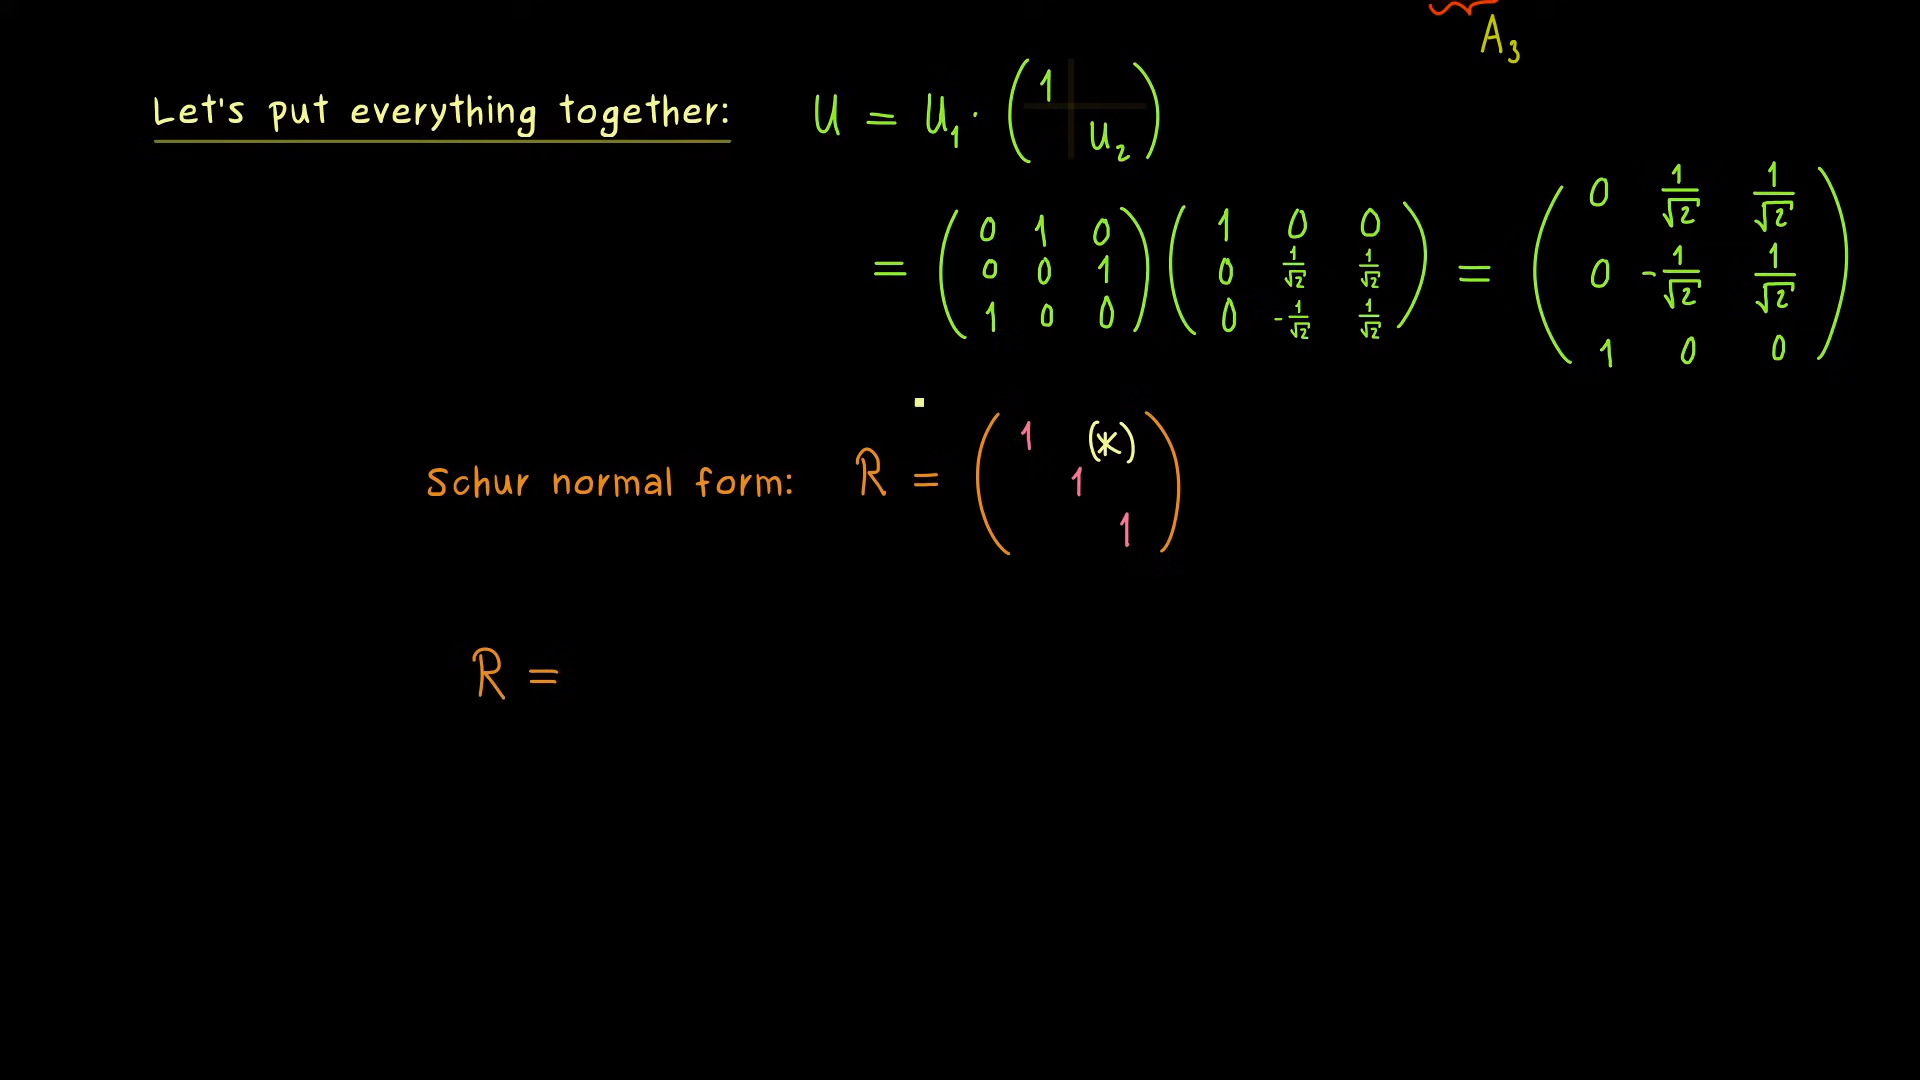 A₃
Let's put everything together: U = U₁ · ( 1 U₂ )
= ( 0 1 0 ; 0 0 1 ; 1 0 0 ) ( 1 0 0 ; 0 1/√2 1/√2 ; 0 -1/√2 1/√2 ) = ( 0 1/√2 1/√2 ; 0 -1/√2 1/√2 ; 1 0 0 )
Schur normal form: R = ( 1 (*) ; 1 ; 1 )
R =